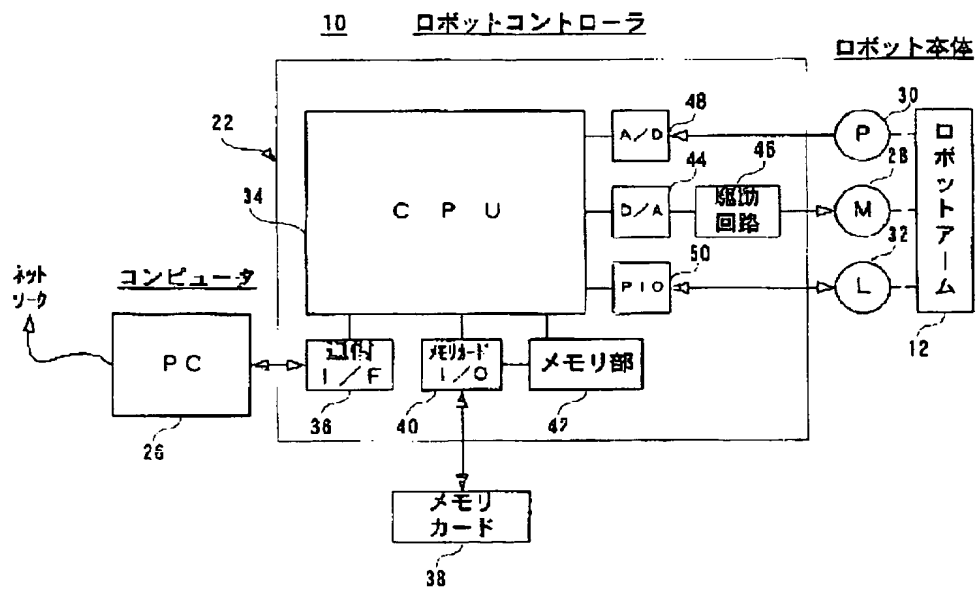 10 ロボットコントローラ
ロボット本体
22
34
CPU
A/D
48
D/A
44
駆動
回路
46
PIO
50
P
30
M
28
L
32
ロボットアーム
12
ネット
ワーク
コンピュータ
PC
26
I/F
36
メモリカード
I/O
40
メモリ部
42
メモリ
カード
38